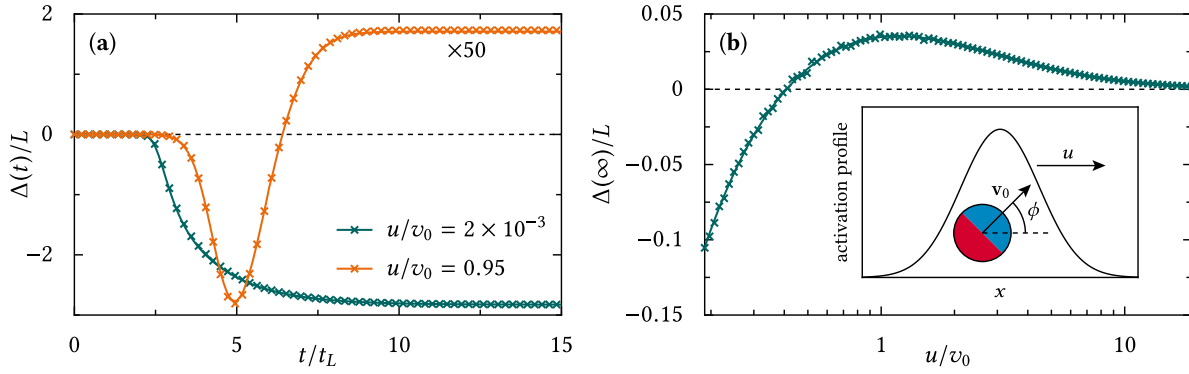 (a)
×50
2
0
−2
Δ(t)/L
u/v₀ = 2 × 10⁻³
u/v₀ = 0.95
0 5 10 15
t/t_L
(b)
0.05
0
−0.05
−0.1
−0.15
Δ(∞)/L
activation profile
u
v₀
ϕ
x
1 10
u/v₀